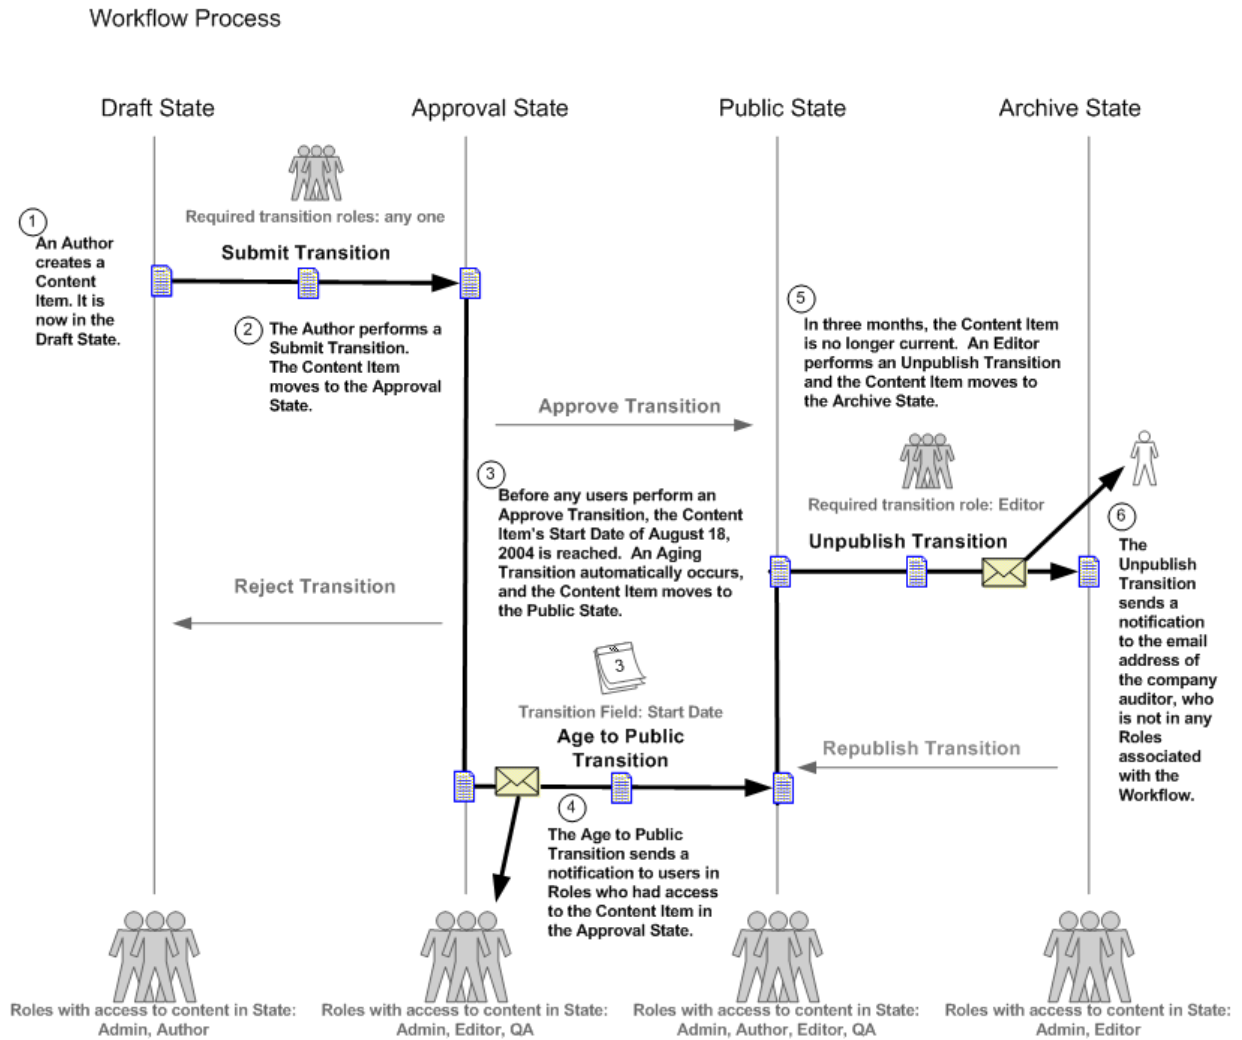 Workflow Process
Draft State
Approval State
Public State
Archive State
Required transition roles: any one
Submit Transition
1
An Author
creates a
Content
Item. It is
now in the
Draft State.
2
The Author performs a
Submit Transition.
The Content Item
moves to the Approval
State.
Approve Transition
3
Before any users perform an
Approve Transition, the Content
Item's Start Date of August 18,
2004 is reached. An Aging
Transition automatically occurs,
and the Content Item moves to
the Public State.
Reject Transition
3
Transition Field: Start Date
Age to Public
Transition
4
The Age to Public
Transition sends a
notification to users in
Roles who had access
to the Content Item in
the Approval State.
5
In three months, the Content Item
is no longer current. An Editor
performs an Unpublish Transition
and the Content Item moves to
the Archive State.
Required transition role: Editor
Unpublish Transition
6
The
Unpublish
Transition
sends a
notification
to the email
address of
the company
auditor, who
is not in any
Roles
associated
with the
Workflow.
Republish Transition
Roles with access to content in State:
Admin, Author
Roles with access to content in State:
Admin, Editor, QA
Roles with access to content in State:
Admin, Author, Editor, QA
Roles with access to content in State:
Admin, Editor